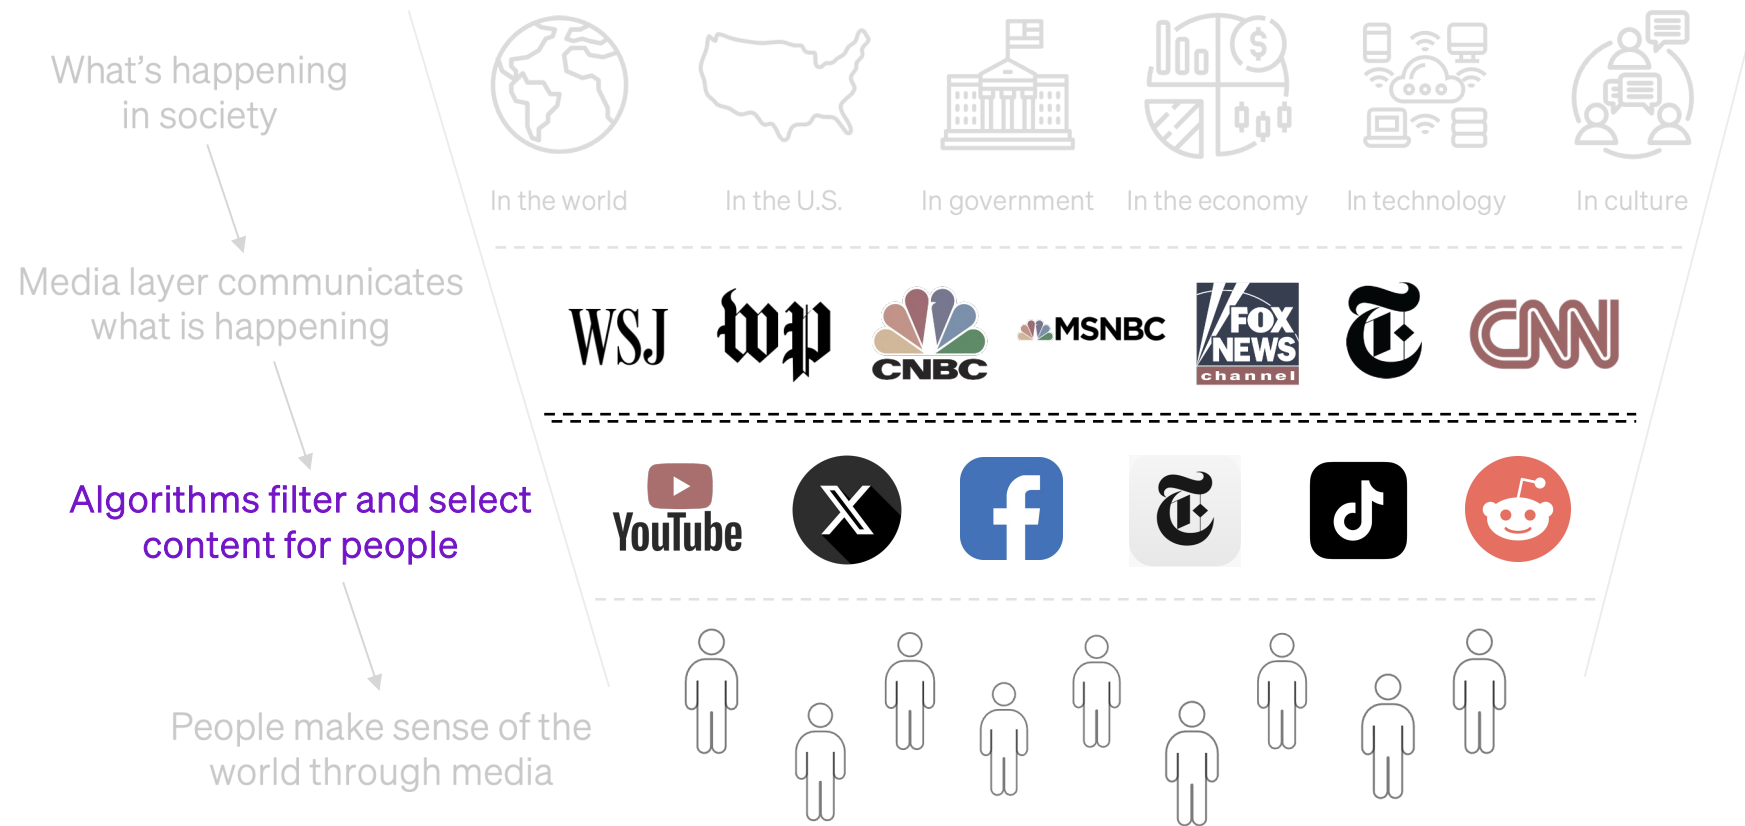 What’s happening
in society
In the world
In the U.S.
In government
In the economy
In technology
In culture
Media layer communicates
what is happening
WSJ
wp
CNBC
MSNBC
FOX
NEWS
channel
T
CNN
Algorithms filter and select
content for people
YouTube
X
f
T
People make sense of the
world through media